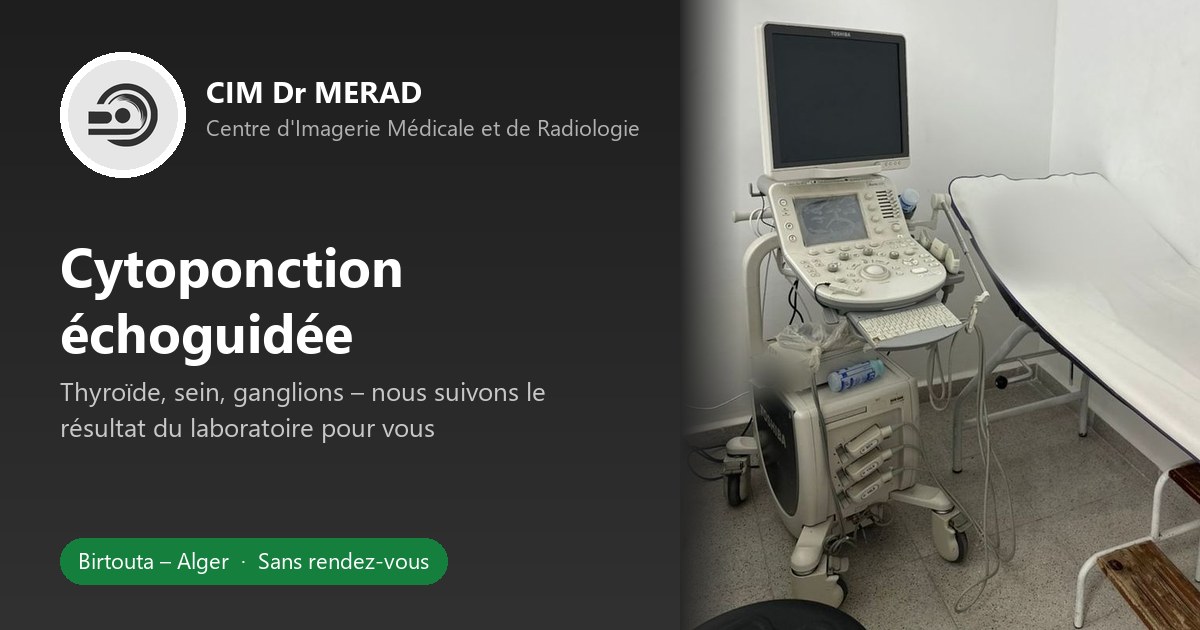 CIM Dr MERAD
Centre d'Imagerie Médicale et de Radiologie
Cytoponction
échoguidée
Thyroïde, sein, ganglions – nous suivons le
résultat du laboratoire pour vous
Birtouta – Alger · Sans rendez-vous
TOSHIBA
TOSHIBA